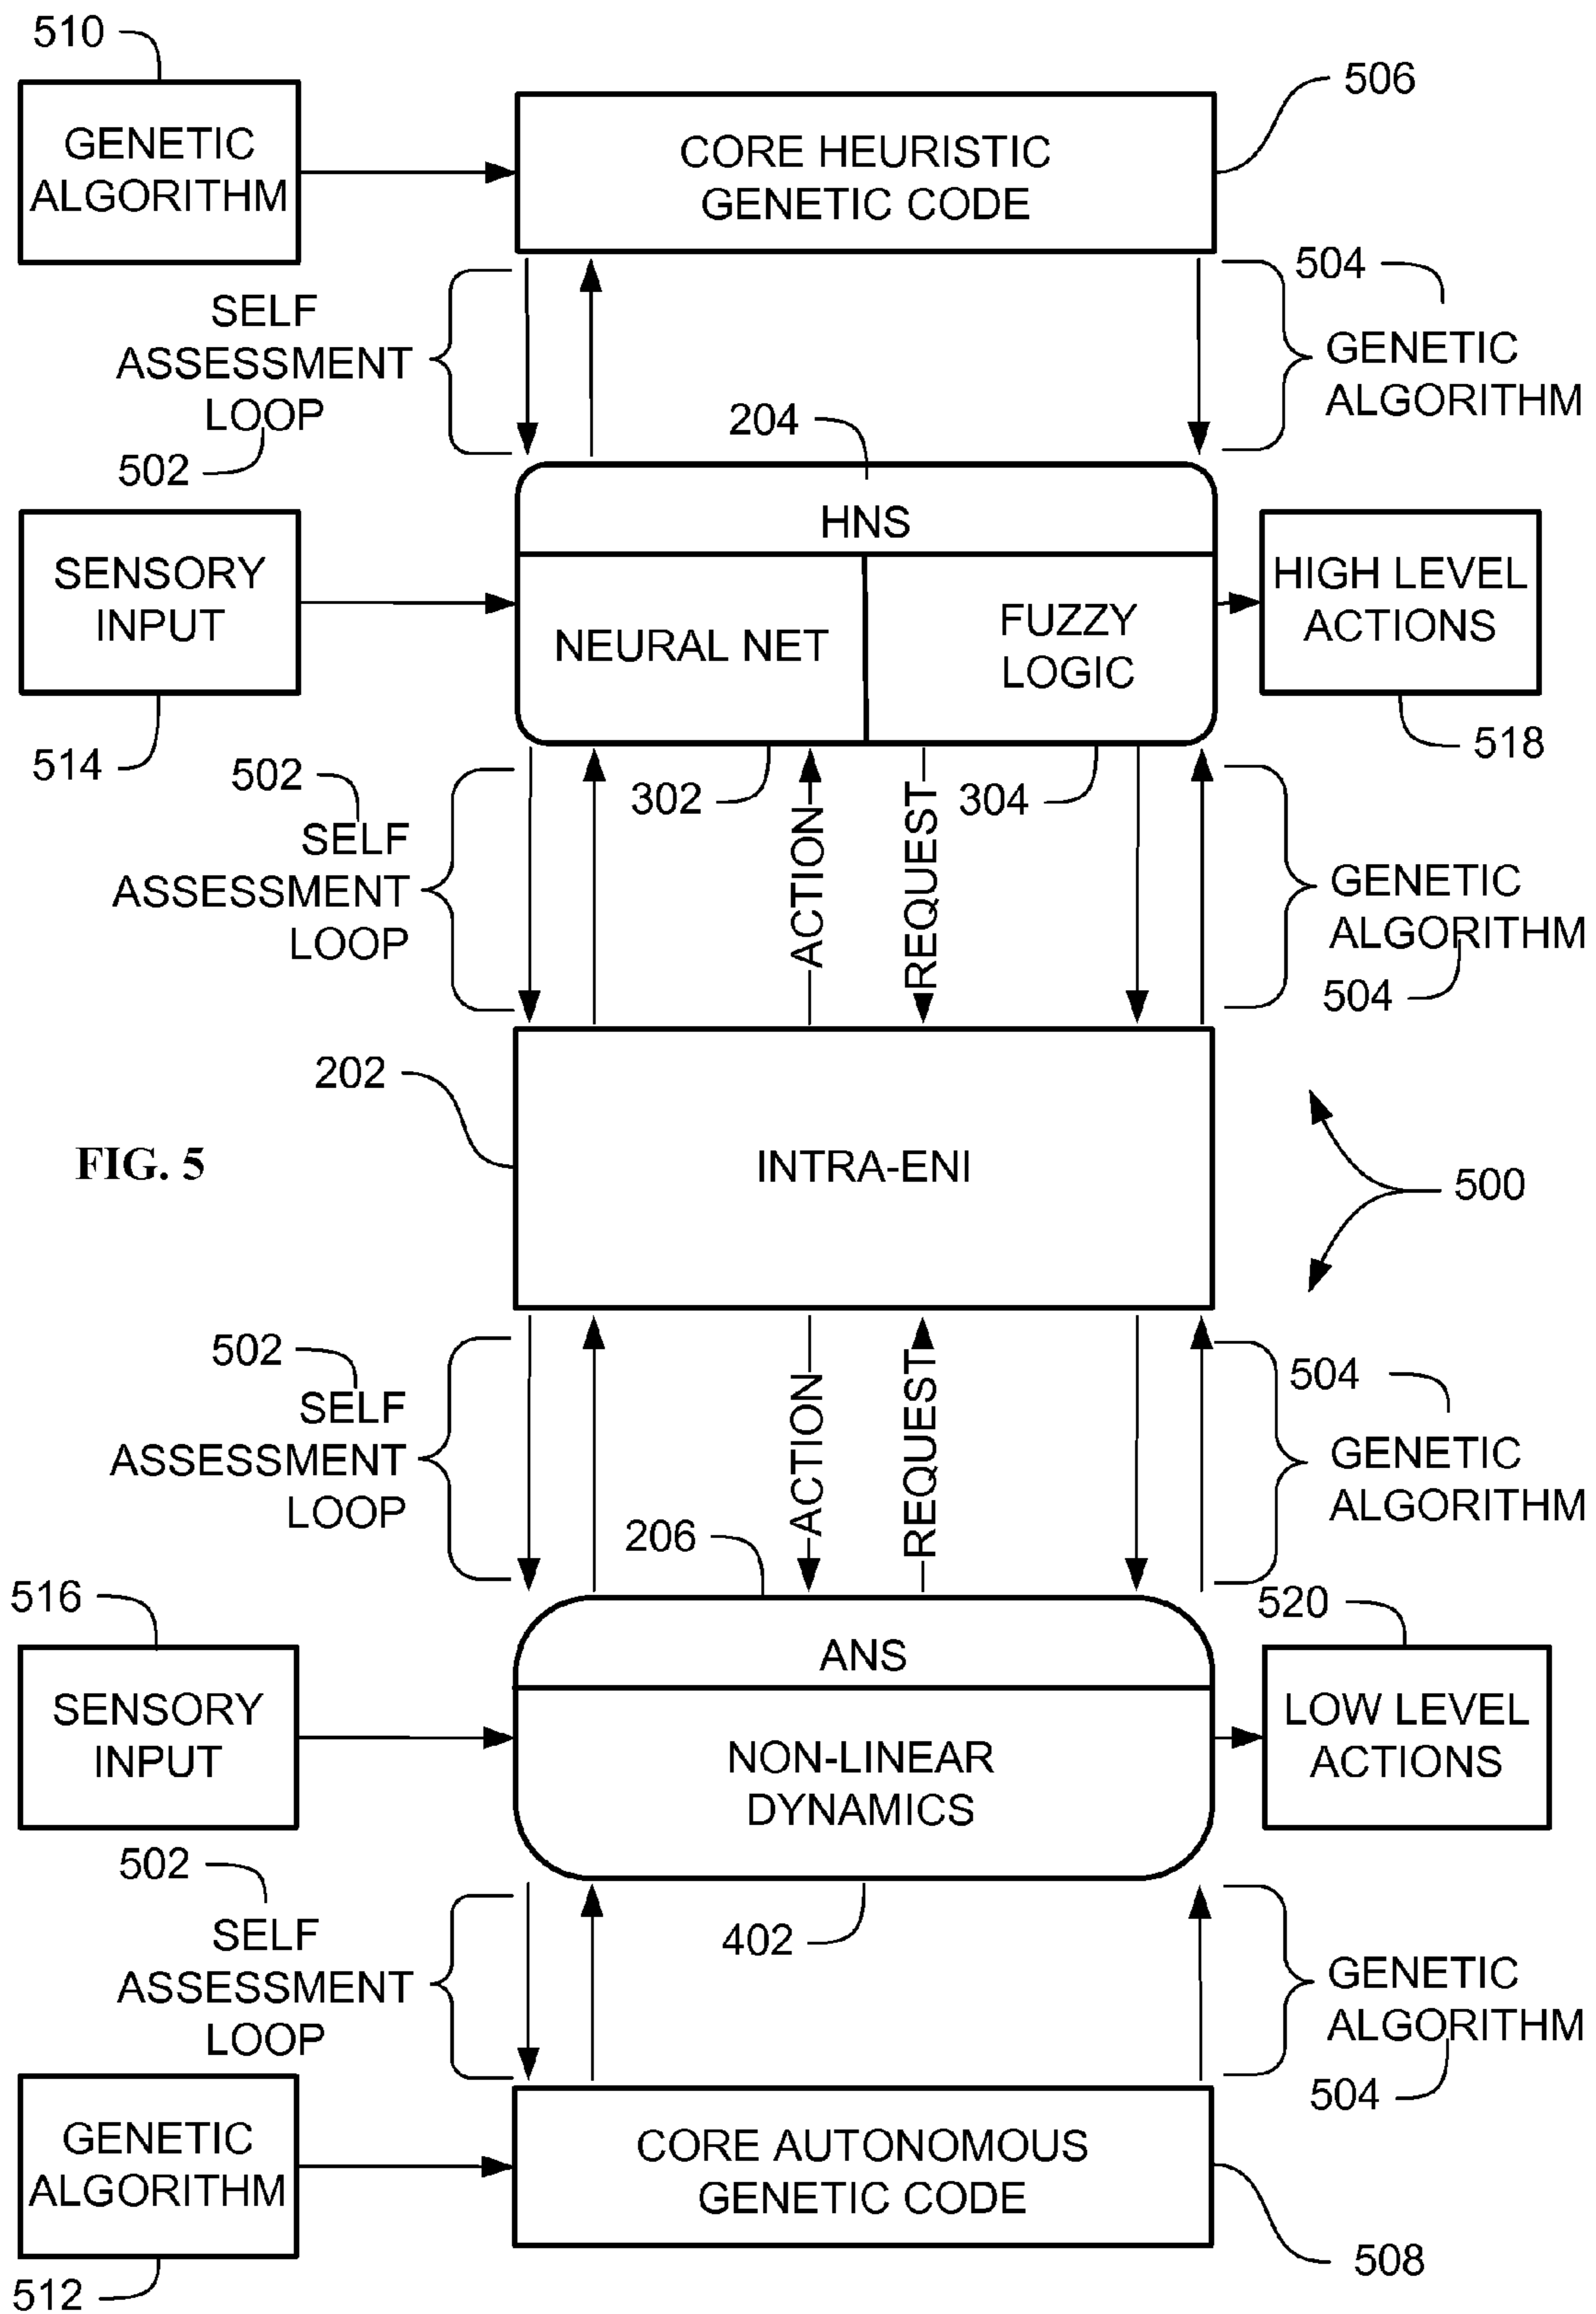 510
GENETIC
ALGORITHM
CORE HEURISTIC
GENETIC CODE
506
SELF
ASSESSMENT
LOOP
502
504
GENETIC
ALGORITHM
204
HNS
NEURAL NET
FUZZY
LOGIC
SENSORY
INPUT
514
HIGH LEVEL
ACTIONS
518
302
304
502
SELF
ASSESSMENT
LOOP
ACTION
REQUEST
GENETIC
ALGORITHM
504
202
INTRA-ENI
FIG. 5
500
502
SELF
ASSESSMENT
LOOP
ACTION
REQUEST
504
GENETIC
ALGORITHM
206
516
SENSORY
INPUT
ANS
NON-LINEAR
DYNAMICS
520
LOW LEVEL
ACTIONS
402
502
SELF
ASSESSMENT
LOOP
GENETIC
ALGORITHM
504
GENETIC
ALGORITHM
512
CORE AUTONOMOUS
GENETIC CODE
508